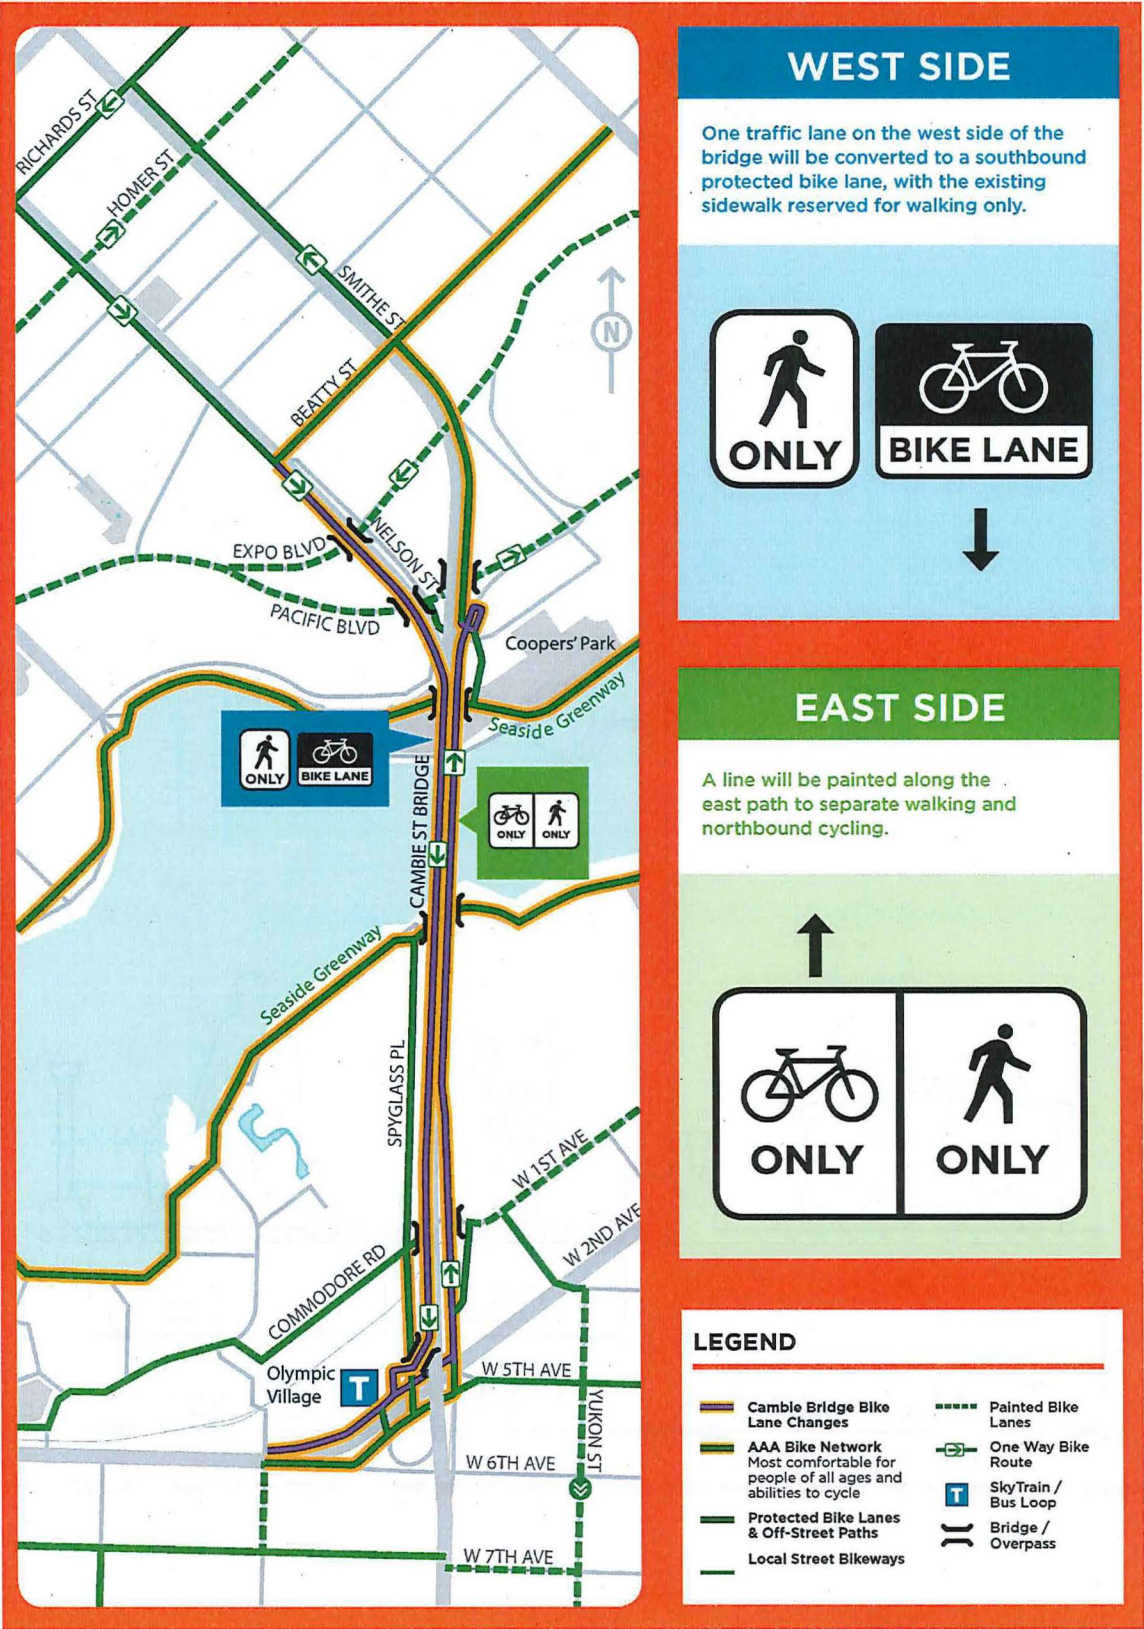 RICHARDS ST
HOMER ST
SMITHE ST
BEATTY ST
N
EXPO BLVD
NELSON ST
PACIFIC BLVD
Coopers' Park
Seaside Greenway
ONLY
BIKE LANE
CAMBIE ST BRIDGE
ONLY
ONLY
Seaside Greenway
SPYGLASS PL
W 1ST AVE
W 2ND AVE
COMMODORE RD
Olympic
Village
T
W 5TH AVE
YUKON ST
W 6TH AVE
W 7TH AVE
WEST SIDE
One traffic lane on the west side of the
bridge will be converted to a southbound
protected bike lane, with the existing
sidewalk reserved for walking only.
ONLY
BIKE LANE
EAST SIDE
A line will be painted along the
east path to separate walking and
northbound cycling.
ONLY
ONLY
LEGEND
Cambie Bridge Bike
Lane Changes
AAA Bike Network
Most comfortable for
people of all ages and
abilities to cycle
Protected Bike Lanes
& Off-Street Paths
Local Street Bikeways
Painted Bike
Lanes
One Way Bike
Route
T
SkyTrain /
Bus Loop
Bridge /
Overpass